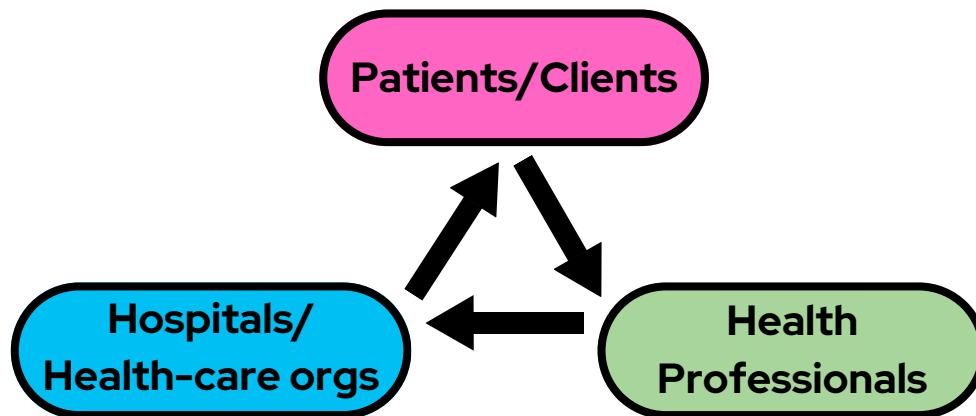 Patients/Clients
Hospitals/
Health-care orgs
Health
Professionals